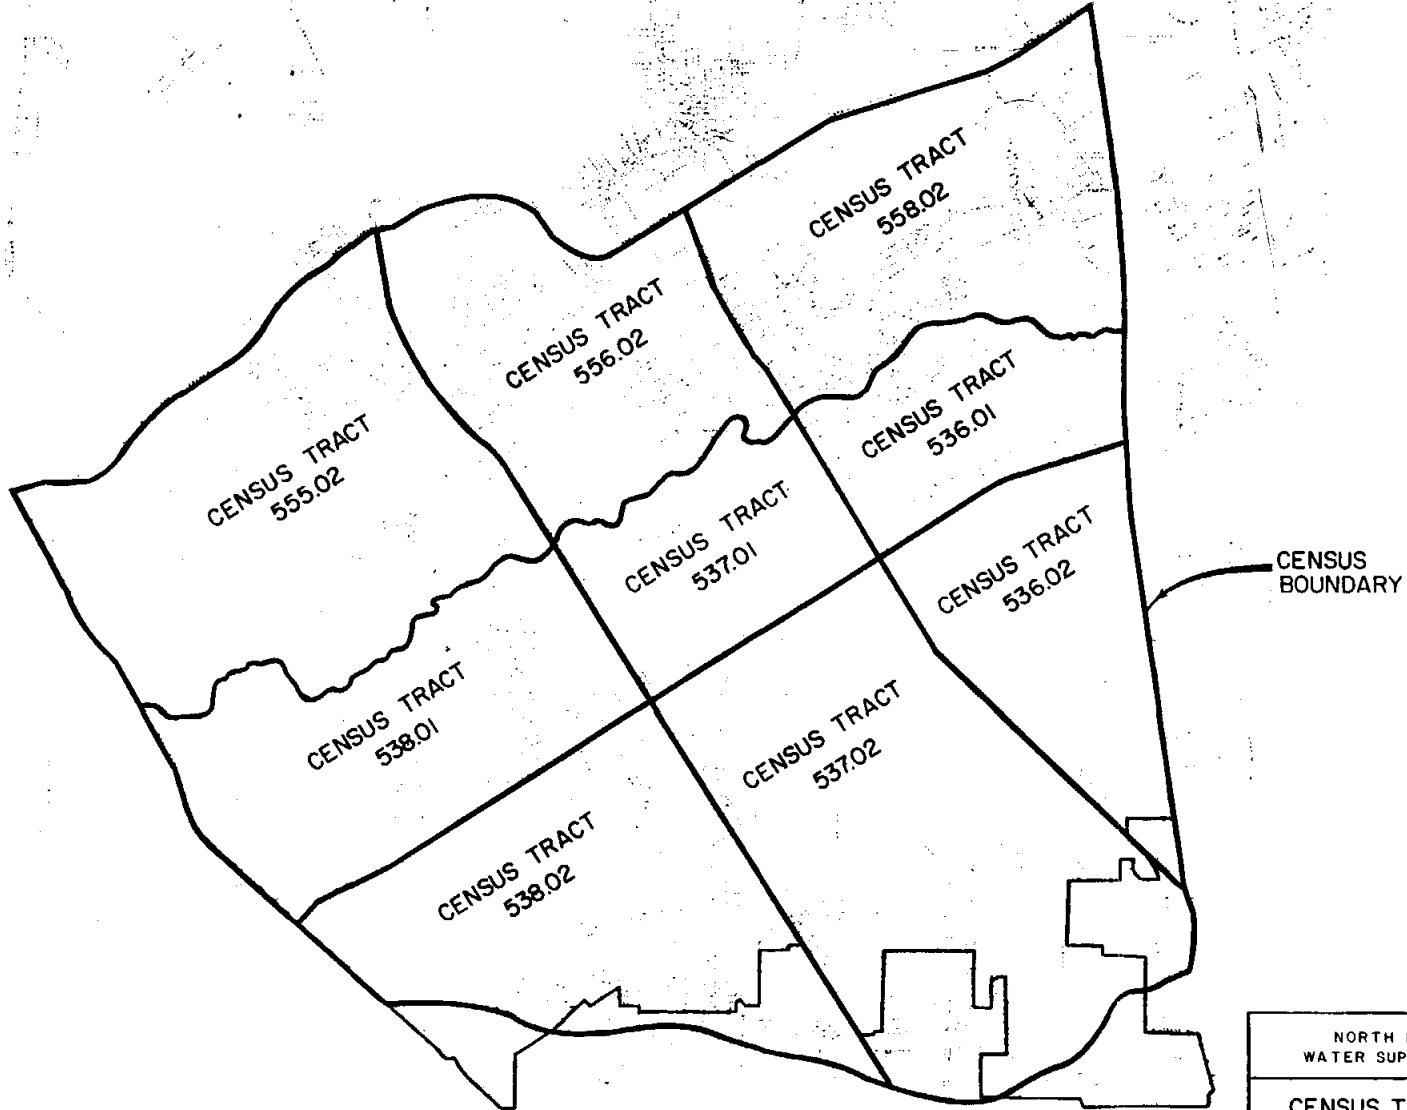 CENSUS TRACT
558.02
CENSUS TRACT
556.02
CENSUS TRACT
536.01
CENSUS TRACT
555.02
CENSUS TRACT
537.01
CENSUS TRACT
536.02
CENSUS
BOUNDARY
CENSUS TRACT
538.01
CENSUS TRACT
537.02
CENSUS TRACT
538.02
NORTH
WATER SUP
CENSUS T